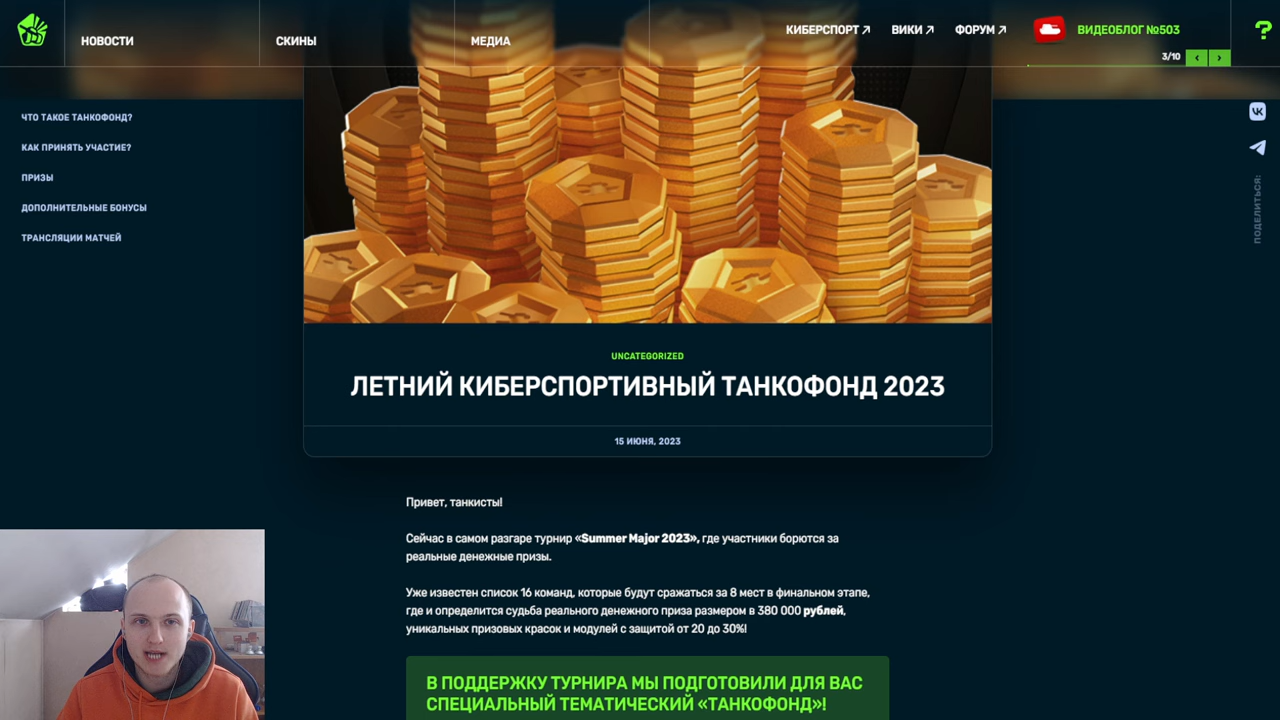 НОВОСТИ
СКИНЫ
МЕДИА
КИБЕРСПОРТ
ВИКИ
ФОРУМ
ВИДЕОБЛОГ №503
?
3/10
ЧТО ТАКОЕ ТАНКОФОНД?
КАК ПРИНЯТЬ УЧАСТИЕ?
ПРИЗЫ
ДОПОЛНИТЕЛЬНЫЕ БОНУСЫ
ТРАНСЛЯЦИИ МАТЧЕЙ
ПОДЕЛИТЬСЯ:
UNCATEGORIZED
ЛЕТНИЙ КИБЕРСПОРТИВНЫЙ ТАНКОФОНД 2023
15 ИЮНЯ, 2023
Привет, танкисты!
Сейчас в самом разгаре турнир «Summer Major 2023», где участники борются за
реальные денежные призы.
Уже известен список 16 команд, которые будут сражаться за 8 мест в финальном этапе,
где и определится судьба реального денежного приза размером в 380 000 рублей,
уникальных призовых красок и модулей с защитой от 20 до 30%!
В ПОДДЕРЖКУ ТУРНИРА МЫ ПОДГОТОВИЛИ ДЛЯ ВАС
СПЕЦИАЛЬНЫЙ ТЕМАТИЧЕСКИЙ «ТАНКОФОНД»!